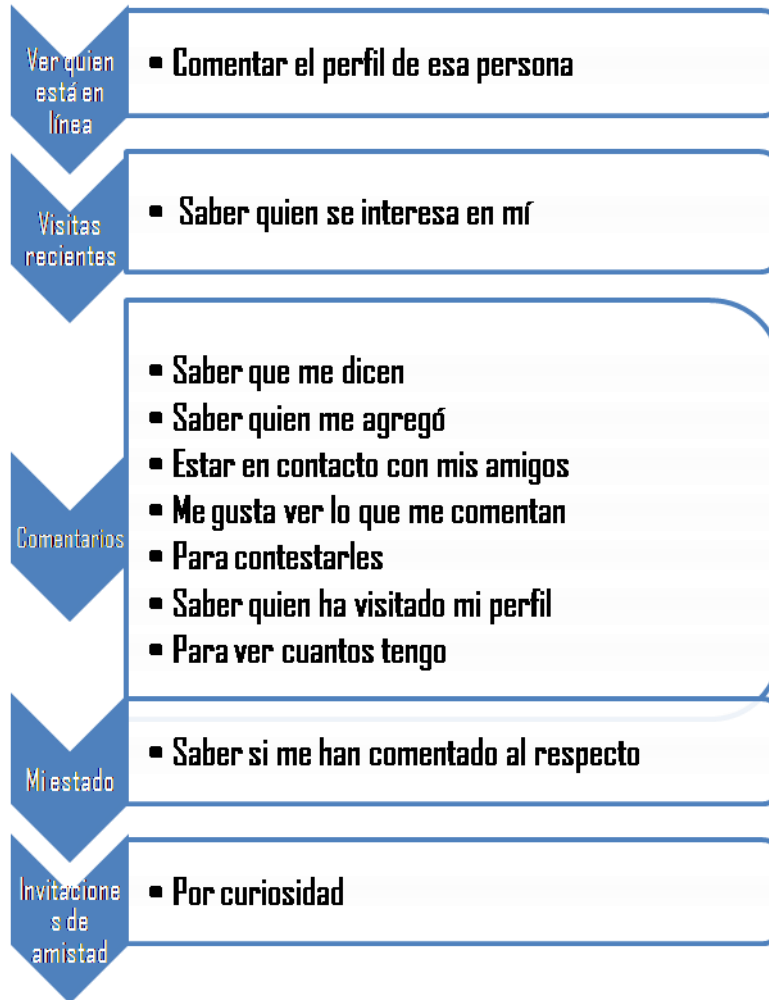 Ver quien
está en
línea
▪ Comentar el perfil de esa persona
Visitas
recientes
▪ Saber quien se interesa en mí
Comentarios
▪ Saber que me dicen
▪ Saber quien me agregó
▪ Estar en contacto con mis amigos
▪ Me gusta ver lo que me comentan
▪ Para contestarles
▪ Saber quien ha visitado mi perfil
▪ Para ver cuantos tengo
Mi estado
▪ Saber si me han comentado al respecto
Invitacione
s de
amistad
▪ Por curiosidad